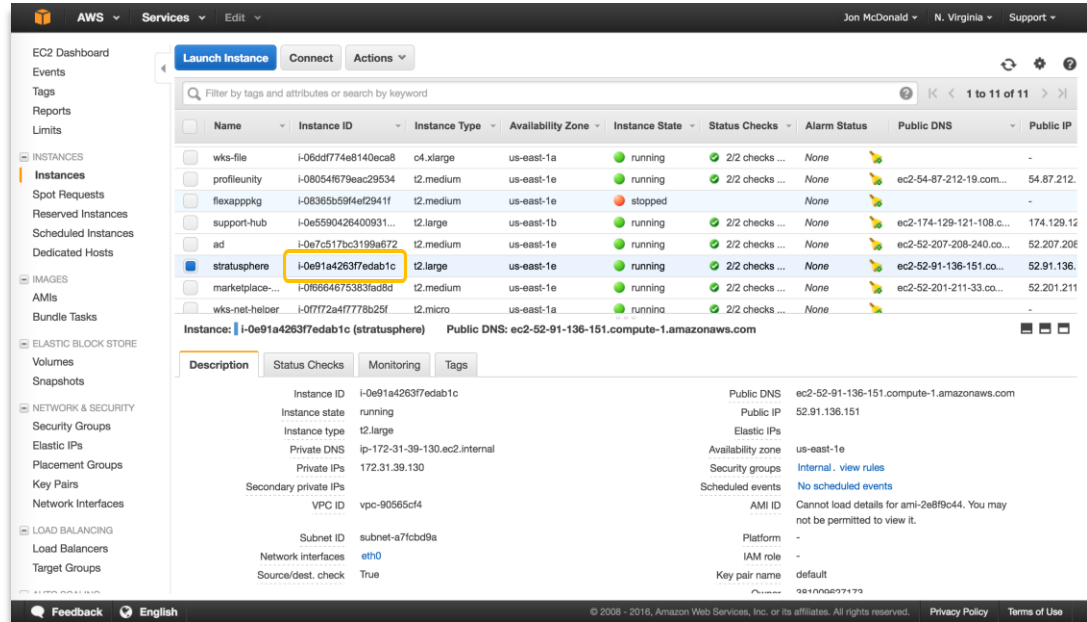 AWS Services Edit Jon McDonald N. Virginia Support
EC2 Dashboard
Events
Tags
Reports
Limits
INSTANCES
Instances
Spot Requests
Reserved Instances
Scheduled Instances
Dedicated Hosts
IMAGES
AMIs
Bundle Tasks
ELASTIC BLOCK STORE
Volumes
Snapshots
NETWORK & SECURITY
Security Groups
Elastic IPs
Placement Groups
Key Pairs
Network Interfaces
LOAD BALANCING
Load Balancers
Target Groups
Launch Instance Connect Actions
Filter by tags and attributes or search by keyword 1 to 11 of 11
Name Instance ID Instance Type Availability Zone Instance State Status Checks Alarm Status Public DNS Public IP
wks-file i-06ddf774e8140eca8 c4.xlarge us-east-1a running 2/2 checks ... None -
profileunity i-08054f679eac29534 t2.medium us-east-1e running 2/2 checks ... None ec2-54-87-212-19.com... 54.87.212.
flexapppkg i-08365b59f4ef2941f t2.medium us-east-1e stopped None -
support-hub i-0e5590426400931... t2.large us-east-1b running 2/2 checks ... None ec2-174-129-121-108.c... 174.129.12
ad i-0e7c517bc3199a672 t2.medium us-east-1e running 2/2 checks ... None ec2-52-207-208-240.co... 52.207.208
stratusphere i-0e91a4263f7edab1c t2.large us-east-1e running 2/2 checks ... None ec2-52-91-136-151.co... 52.91.136.
marketplace-... i-0f6664675383fad8d t2.medium us-east-1e running 2/2 checks ... None ec2-52-201-211-33.co... 52.201.211
wks-net-helper i-0f7f72a4f7778b25f t2.micro us-east-1a running 2/2 checks ... None -
Instance: i-0e91a4263f7edab1c (stratusphere) Public DNS: ec2-52-91-136-151.compute-1.amazonaws.com
Description Status Checks Monitoring Tags
Instance ID i-0e91a4263f7edab1c Public DNS ec2-52-91-136-151.compute-1.amazonaws.com
Instance state running Public IP 52.91.136.151
Instance type t2.large Elastic IPs
Private DNS ip-172-31-39-130.ec2.internal Availability zone us-east-1e
Private IPs 172.31.39.130 Security groups Internal. view rules
Secondary private IPs Scheduled events No scheduled events
VPC ID vpc-90565cf4 AMI ID Cannot load details for ami-2e8f9c44. You may
not be permitted to view it.
Subnet ID subnet-a7fcbd9a Platform -
Network interfaces eth0 IAM role -
Source/dest. check True Key pair name default
Owner 381009627173
Feedback English © 2008 - 2016, Amazon Web Services, Inc. or its affiliates. All rights reserved. Privacy Policy Terms of Use